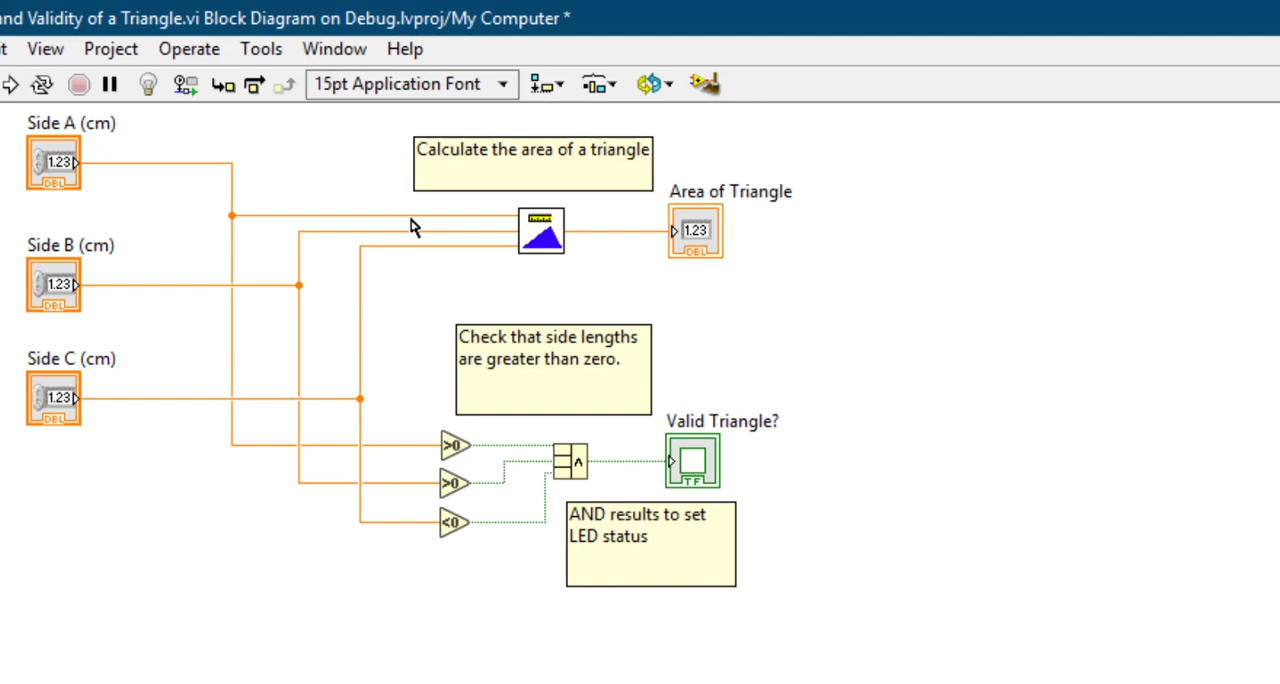 and Validity of a Triangle.vi Block Diagram on Debug.lvproj/My Computer *
it View Project Operate Tools Window Help
15pt Application Font
Side A (cm)
1.23
DBL
Calculate the area of a triangle
Area of Triangle
1.23
DBL
Side B (cm)
1.23
DBL
Check that side lengths
are greater than zero.
Side C (cm)
1.23
DBL
Valid Triangle?
>0
>0
<0
∧
TF
AND results to set
LED status